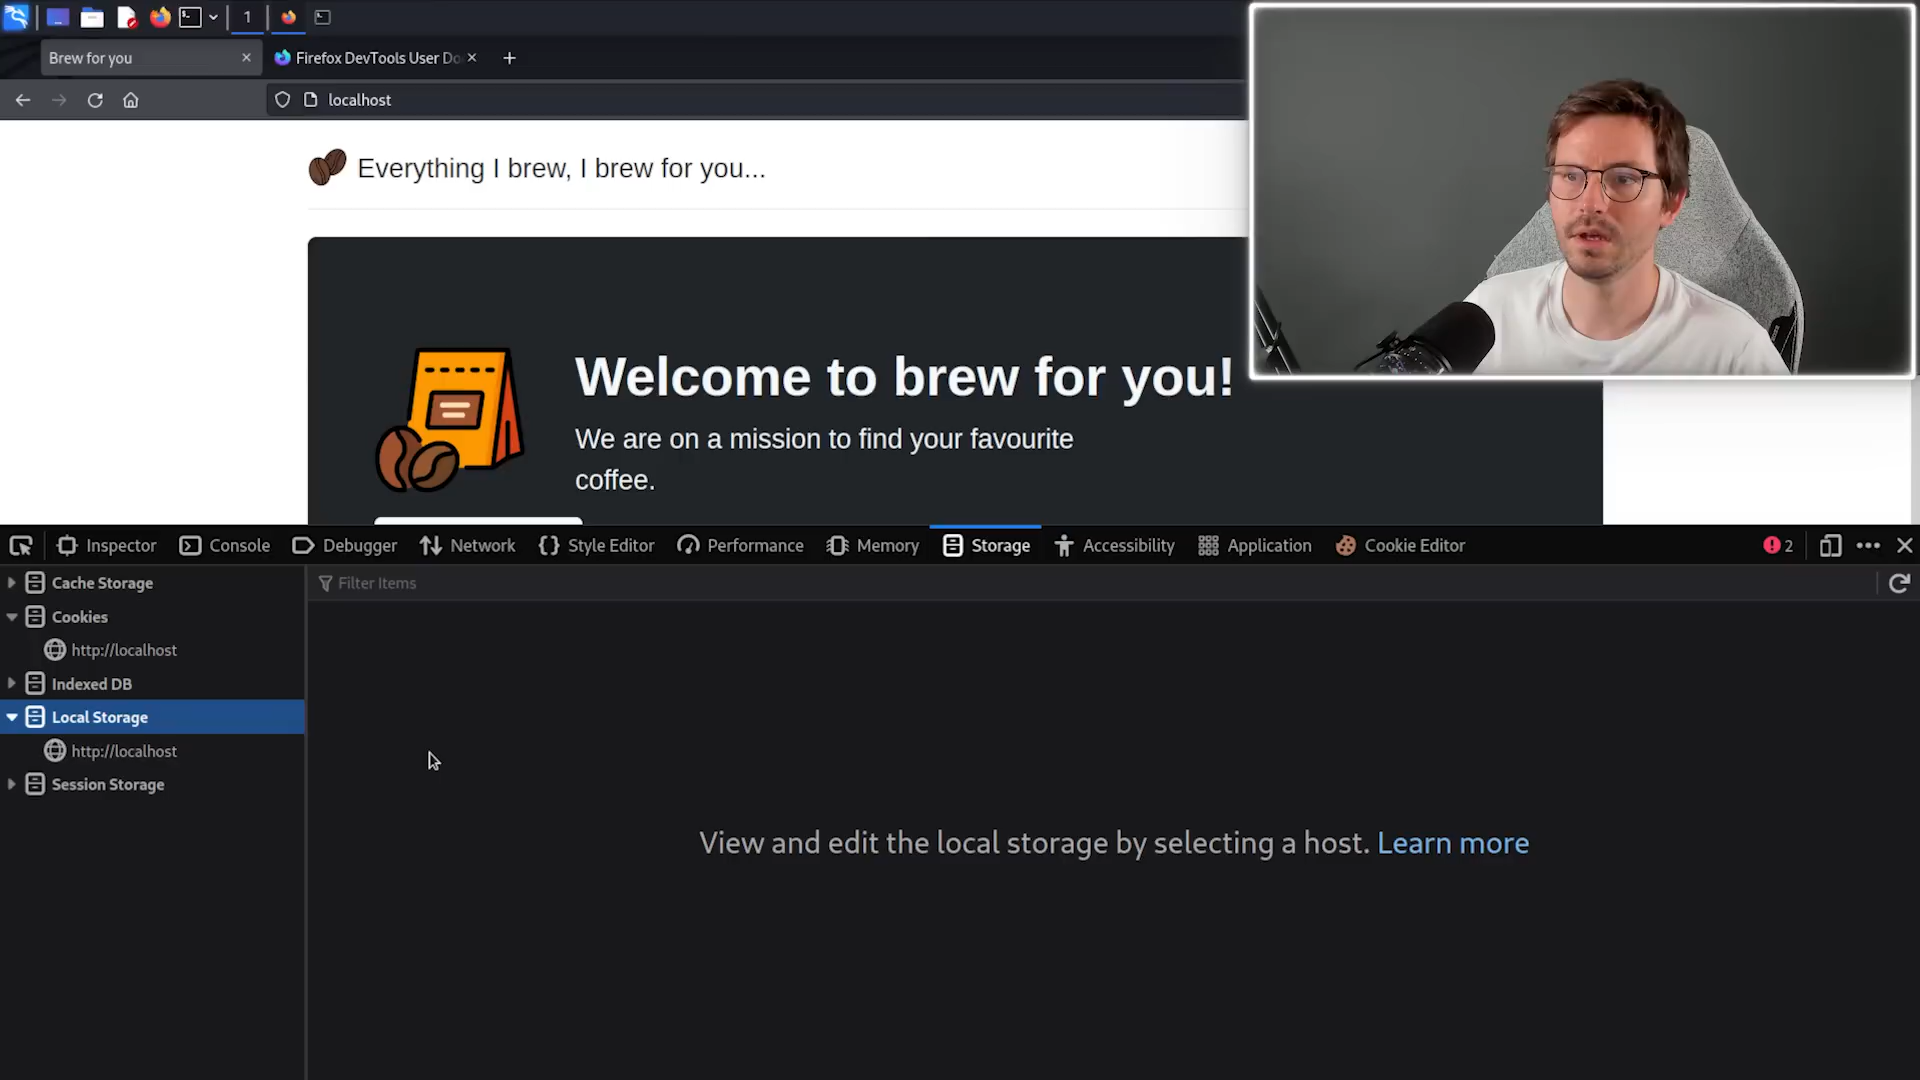 1
Brew for you
Firefox DevTools User Do
localhost
Everything I brew, I brew for you...
Welcome to brew for you!
We are on a mission to find your favourite
coffee.
Inspector
Console
Debugger
Network
Style Editor
Performance
Memory
Storage
Accessibility
Application
Cookie Editor
2
Cache Storage
Filter Items
Cookies
http://localhost
Indexed DB
Local Storage
http://localhost
Session Storage
View and edit the local storage by selecting a host. Learn more